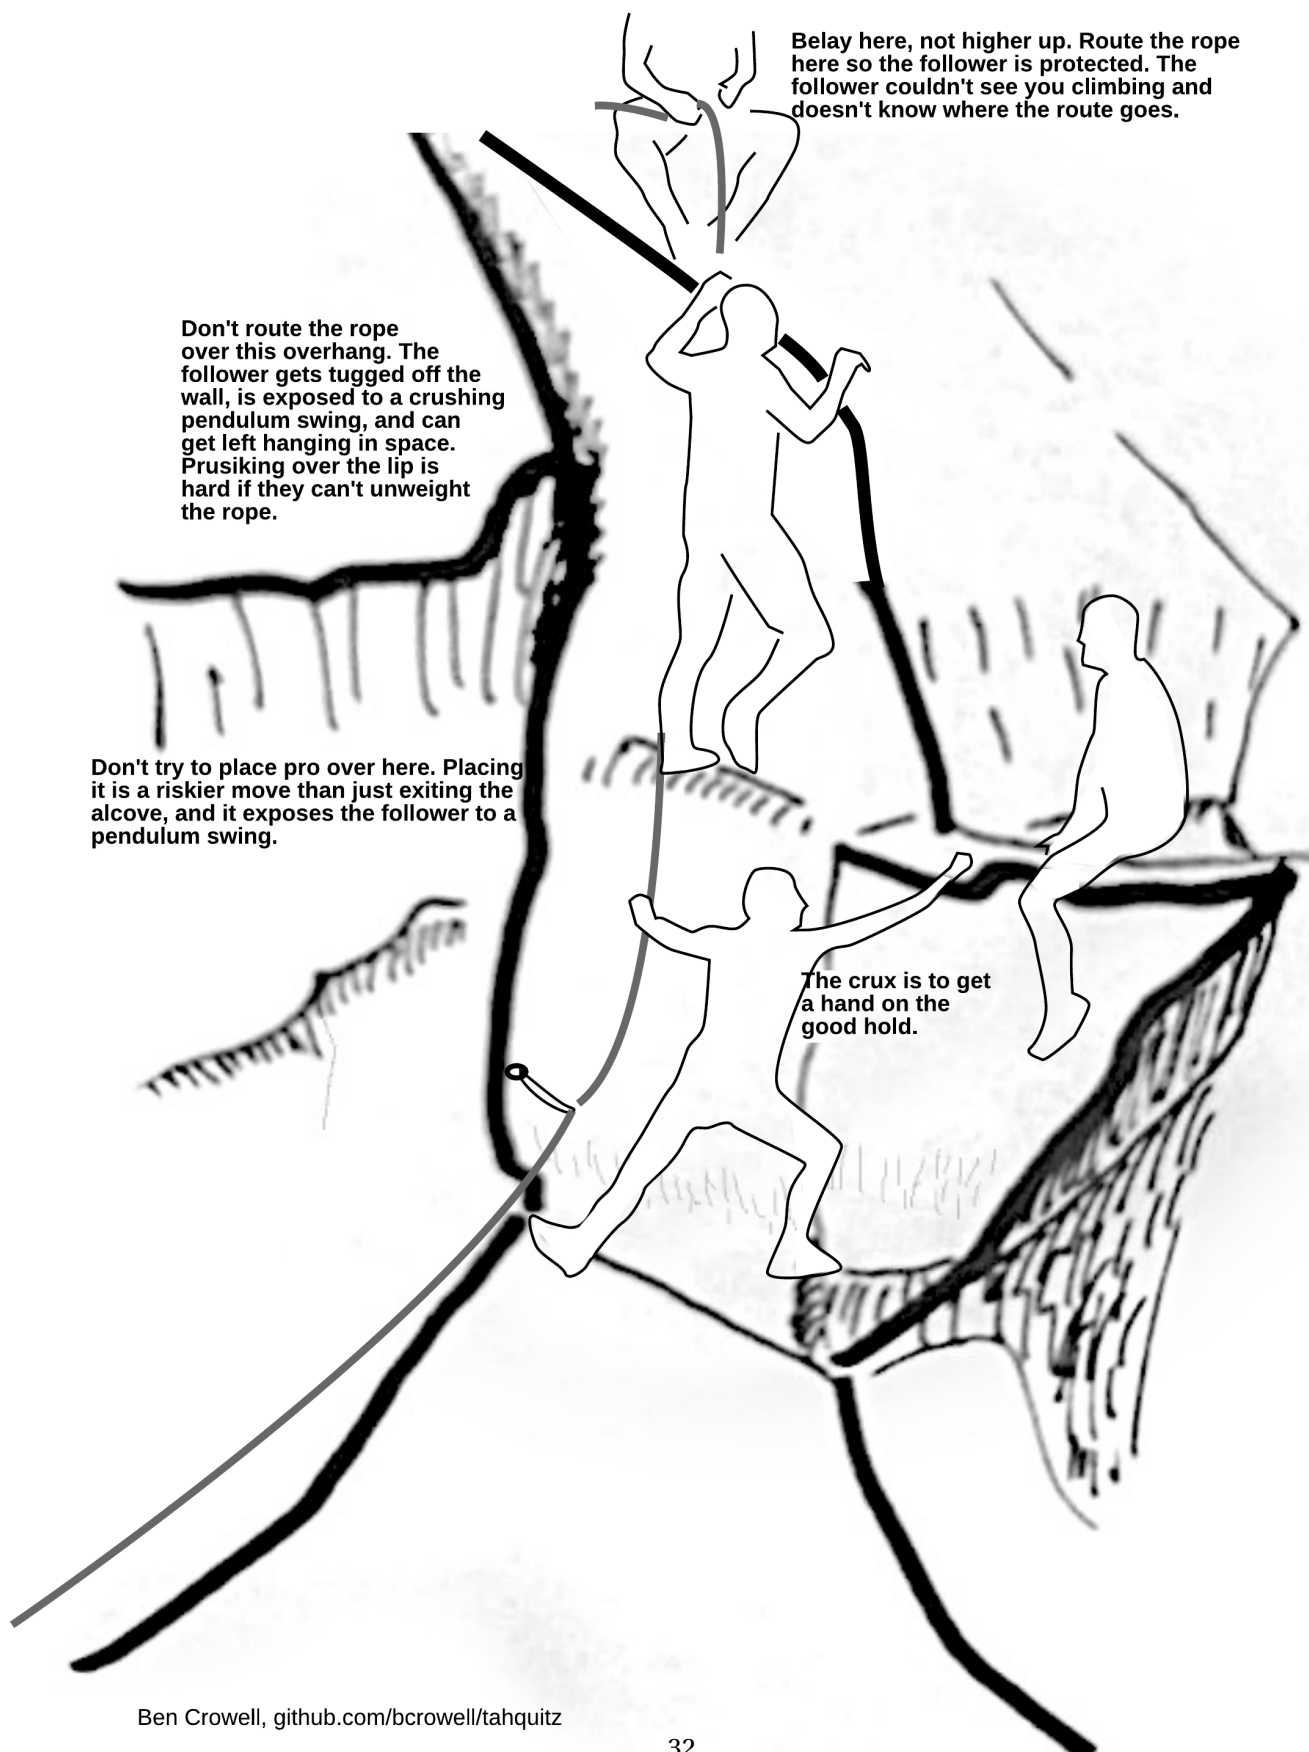 Belay here, not higher up. Route the rope
here so the follower is protected. The
follower couldn't see you climbing and
doesn't know where the route goes.
Don't route the rope
over this overhang. The
follower gets tugged off the
wall, is exposed to a crushing
pendulum swing, and can
get left hanging in space.
Prusiking over the lip is
hard if they can't unweight
the rope.
Don't try to place pro over here. Placing
it is a riskier move than just exiting the
alcove, and it exposes the follower to a
pendulum swing.
The crux is to get
a hand on the
good hold.
Ben Crowell, github.com/bcrowell/tahquitz
32